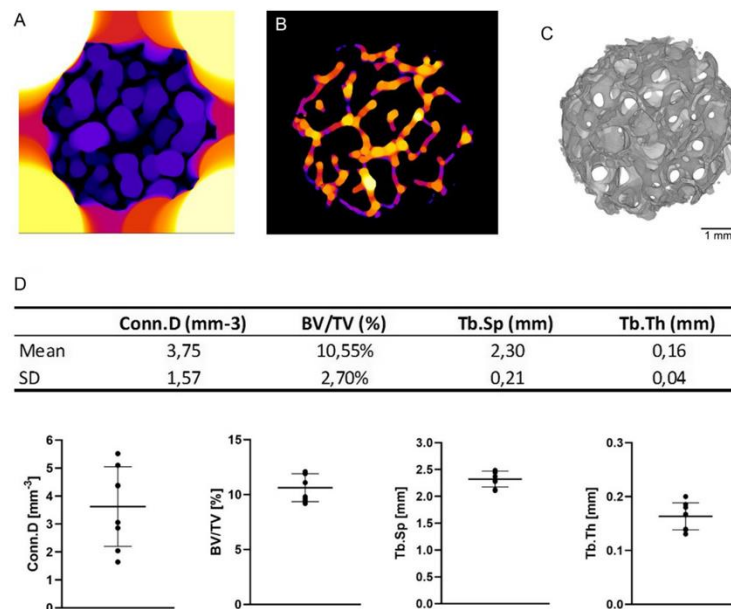 A
B
C
1 mm
D
Conn.D (mm-3) BV/TV (%) Tb.Sp (mm) Tb.Th (mm)
Mean 3,75 10,55% 2,30 0,16
SD 1,57 2,70% 0,21 0,04
Conn.D [mm⁻³]
6
5
4
3
2
1
0
BV/TV [%]
15
10
5
0
Tb.Sp [mm]
3.0
2.5
2.0
1.5
1.0
0.5
0.0
Tb.Th [mm]
0.3
0.2
0.1
0.0